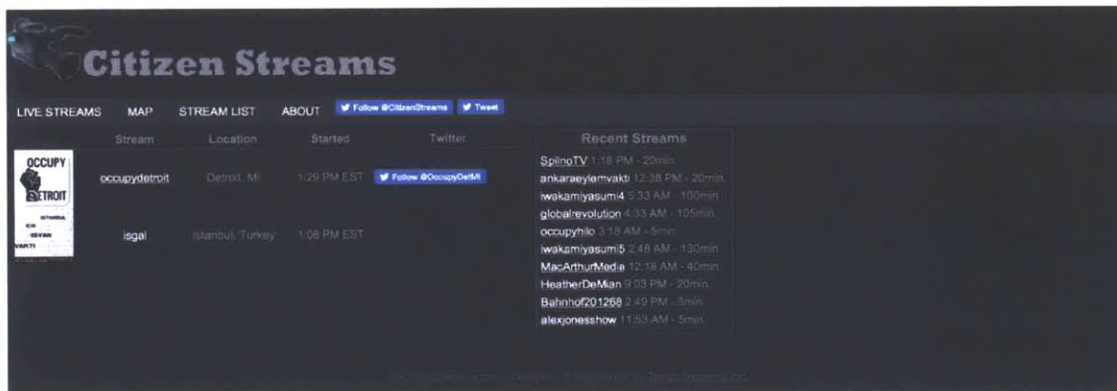 Citizen Streams
LIVE STREAMS MAP STREAM LIST ABOUT Follow @CitizenStreams Tweet
Stream Location Started Twitter
OCCUPY
DETROIT
occupydetroit Detroit, MI 1:29 PM EST Follow @OccupyDetMI
ISTANBUL
ISYAN
VAKTI
isgal Istanbul, Turkey 1:08 PM EST
Recent Streams
SpilnoTV 1:18 PM - 20min.
ankaraeylemvakti 12:38 PM - 20min.
iwakamiyasumi4 5:33 AM - 100min.
globalrevolution 4:33 AM - 105min.
occupyhilo 3:18 AM - 5min.
iwakamiyasumi5 2:48 AM - 130min.
MacArthurMedia 12:18 AM - 40min.
HeatherDeMian 9:03 PM - 20min.
Bahnhof201268 2:49 PM - 5min.
alexjonesshow 11:53 AM - 5min.